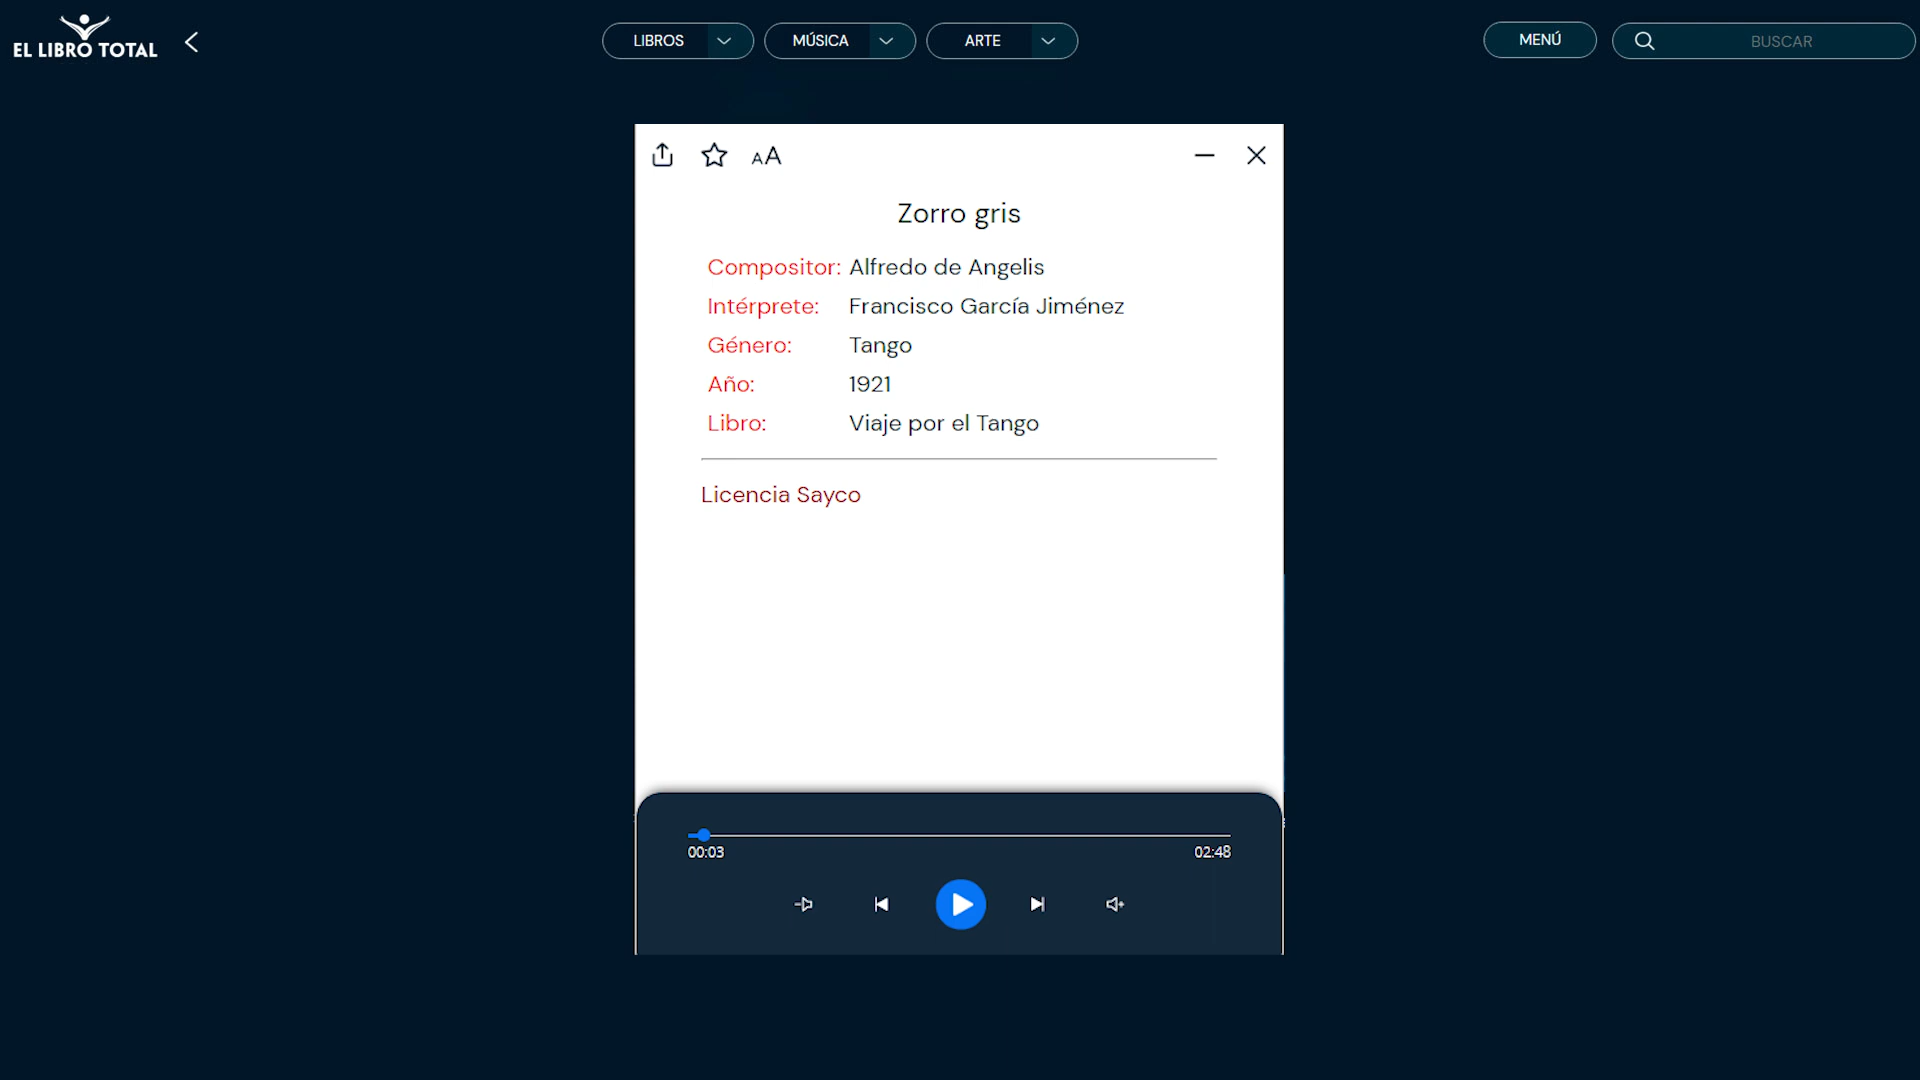 EL LIBRO TOTAL
LIBROS
MÚSICA
ARTE
MENÚ
BUSCAR
AA
Zorro gris
Compositor: Alfredo de Angelis
Intérprete: Francisco García Jiménez
Género: Tango
Año: 1921
Libro: Viaje por el Tango
Licencia Sayco
00:03
02:48